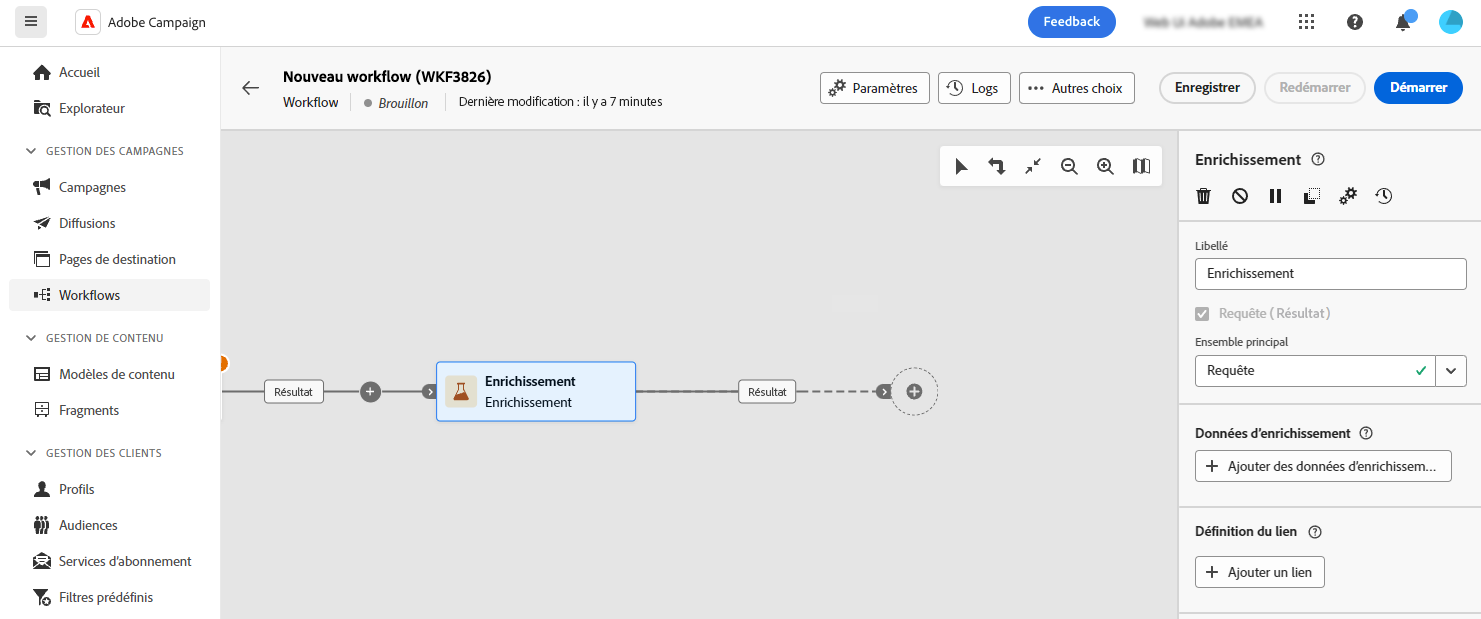 Adobe Campaign
Feedback
Accueil
Explorateur
GESTION DES CAMPAGNES
Campagnes
Diffusions
Pages de destination
Workflows
GESTION DE CONTENU
Modèles de contenu
Fragments
GESTION DES CLIENTS
Profils
Audiences
Services d'abonnement
Filtres prédéfinis
Nouveau workflow (WKF3826)
Workflow
Brouillon
Dernière modification : il y a 7 minutes
Paramètres
Logs
Autres choix
Enregistrer
Redémarrer
Démarrer
Résultat
Enrichissement
Enrichissement
Résultat
Enrichissement
Libellé
Enrichissement
Requête ( Résultat )
Ensemble principal
Requête
Données d'enrichissement
Ajouter des données d'enrichissem...
Définition du lien
Ajouter un lien